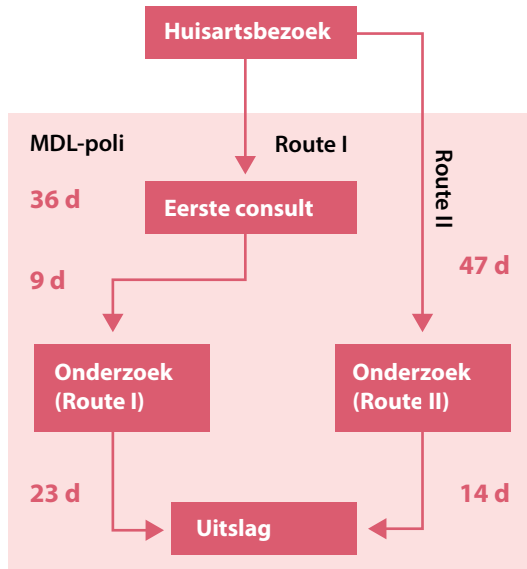 Huisartsbezoek
MDL-poli
Route I
Route II
36 d
Eerste consult
9 d
47 d
Onderzoek
(Route I)
Onderzoek
(Route II)
23 d
14 d
Uitslag